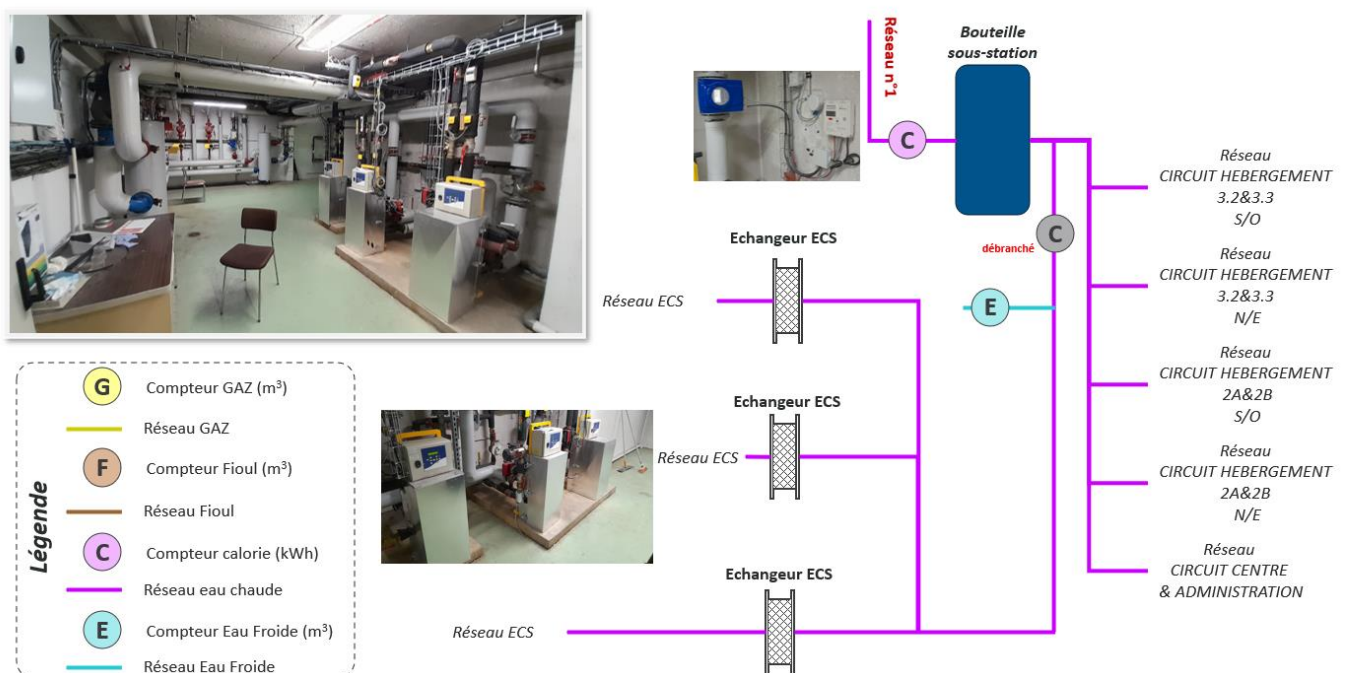 Réseau n°1
Bouteille
sous-station
C
Réseau
CIRCUIT HEBERGEMENT
3.2&3.3
S/O
C
débranché
Echangeur ECS
Réseau
CIRCUIT HEBERGEMENT
3.2&3.3
N/E
Réseau ECS
E
Réseau
CIRCUIT HEBERGEMENT
2A&2B
S/O
Echangeur ECS
Réseau ECS
Réseau
CIRCUIT HEBERGEMENT
2A&2B
N/E
Réseau
CIRCUIT CENTRE
& ADMINISTRATION
Echangeur ECS
Réseau ECS
Légende
G Compteur GAZ (m³)
Réseau GAZ
F Compteur Fioul (m³)
Réseau Fioul
C Compteur calorie (kWh)
Réseau eau chaude
E Compteur Eau Froide (m³)
Réseau Eau Froide